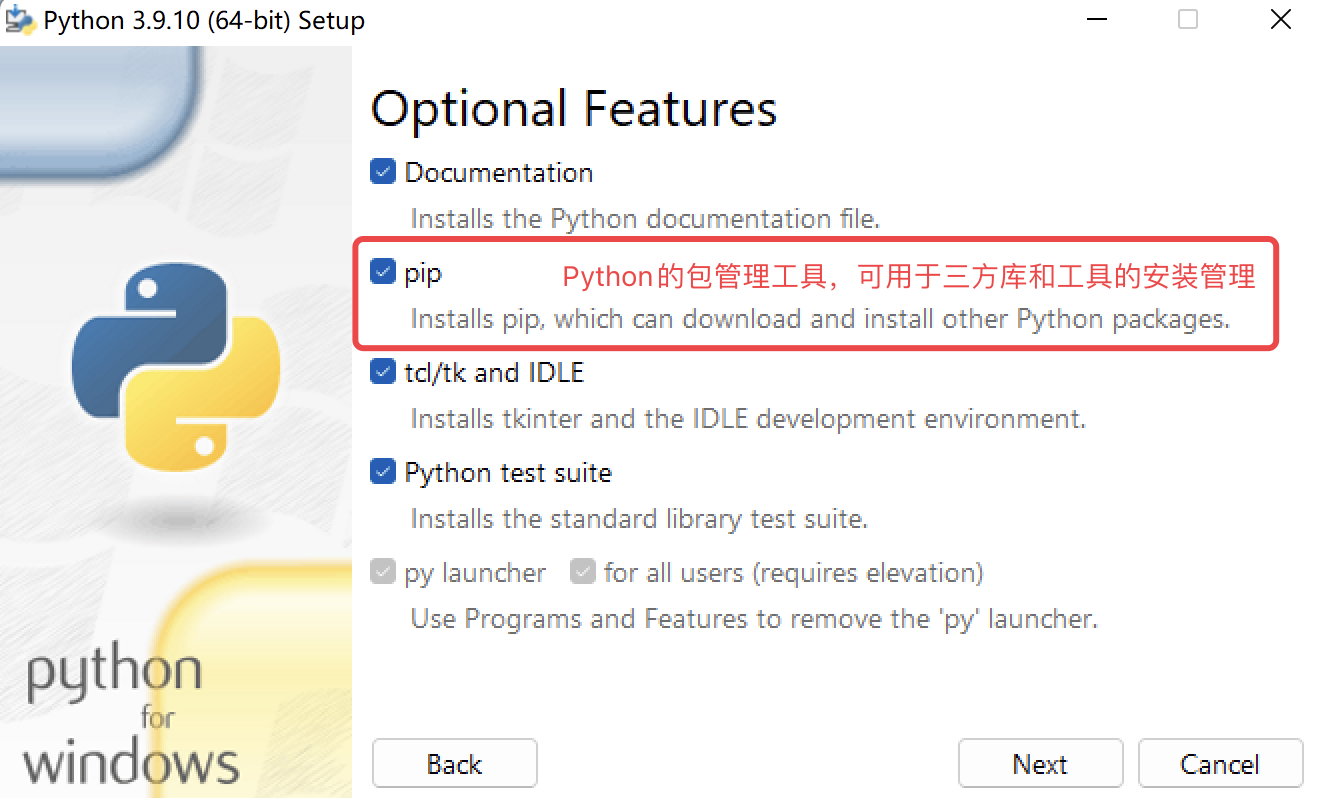 Python 3.9.10 (64-bit) Setup
Optional Features
Documentation
Installs the Python documentation file.
pip Python的包管理工具，可用于三方库和工具的安装管理
Installs pip, which can download and install other Python packages.
tcl/tk and IDLE
Installs tkinter and the IDLE development environment.
Python test suite
Installs the standard library test suite.
py launcher for all users (requires elevation)
Use Programs and Features to remove the 'py' launcher.
python
for
windows
Back Next Cancel